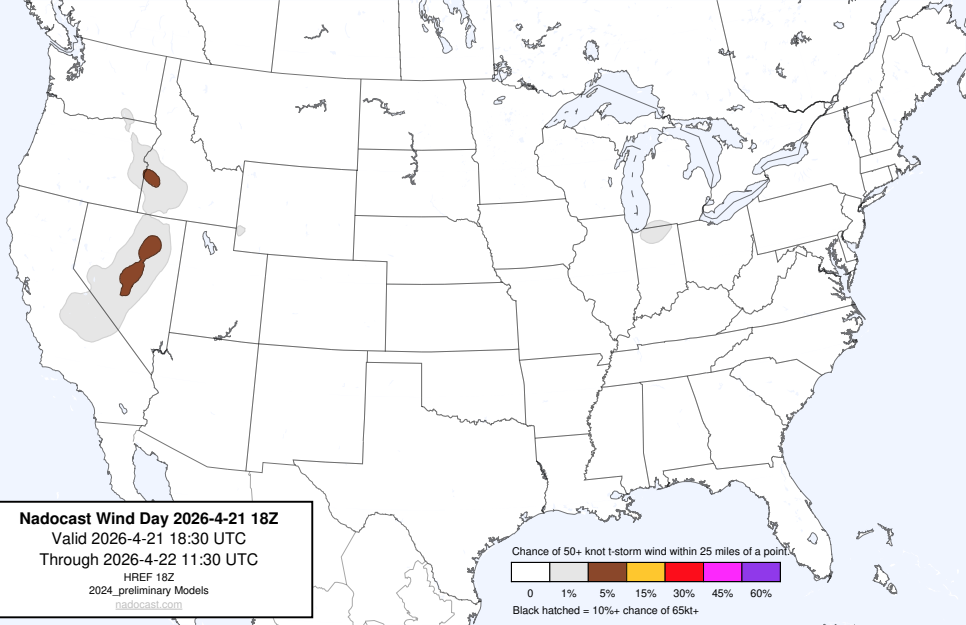 Nadocast Wind Day 2026-4-21 18Z
Valid 2026-4-21 18:30 UTC
Through 2026-4-22 11:30 UTC
HREF 18Z
2024_preliminary Models
nadocast.com
Chance of 50+ knot t-storm wind within 25 miles of a point.
0 1% 5% 15% 30% 45% 60%
Black hatched = 10%+ chance of 65kt+